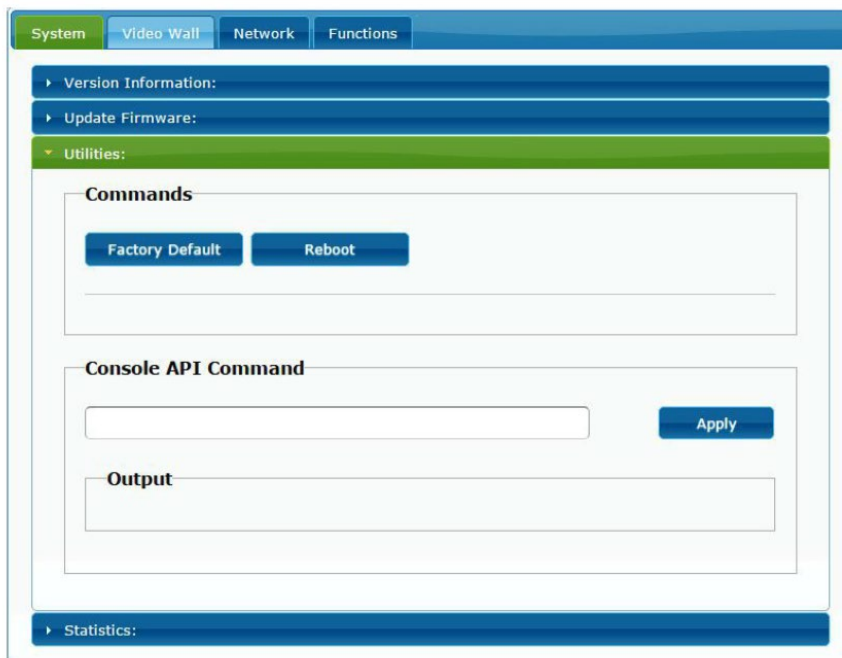 System Video Wall Network Functions
Version Information:
Update Firmware:
Utilities:
Commands
Factory Default Reboot
Console API Command
Apply
Output
Statistics: